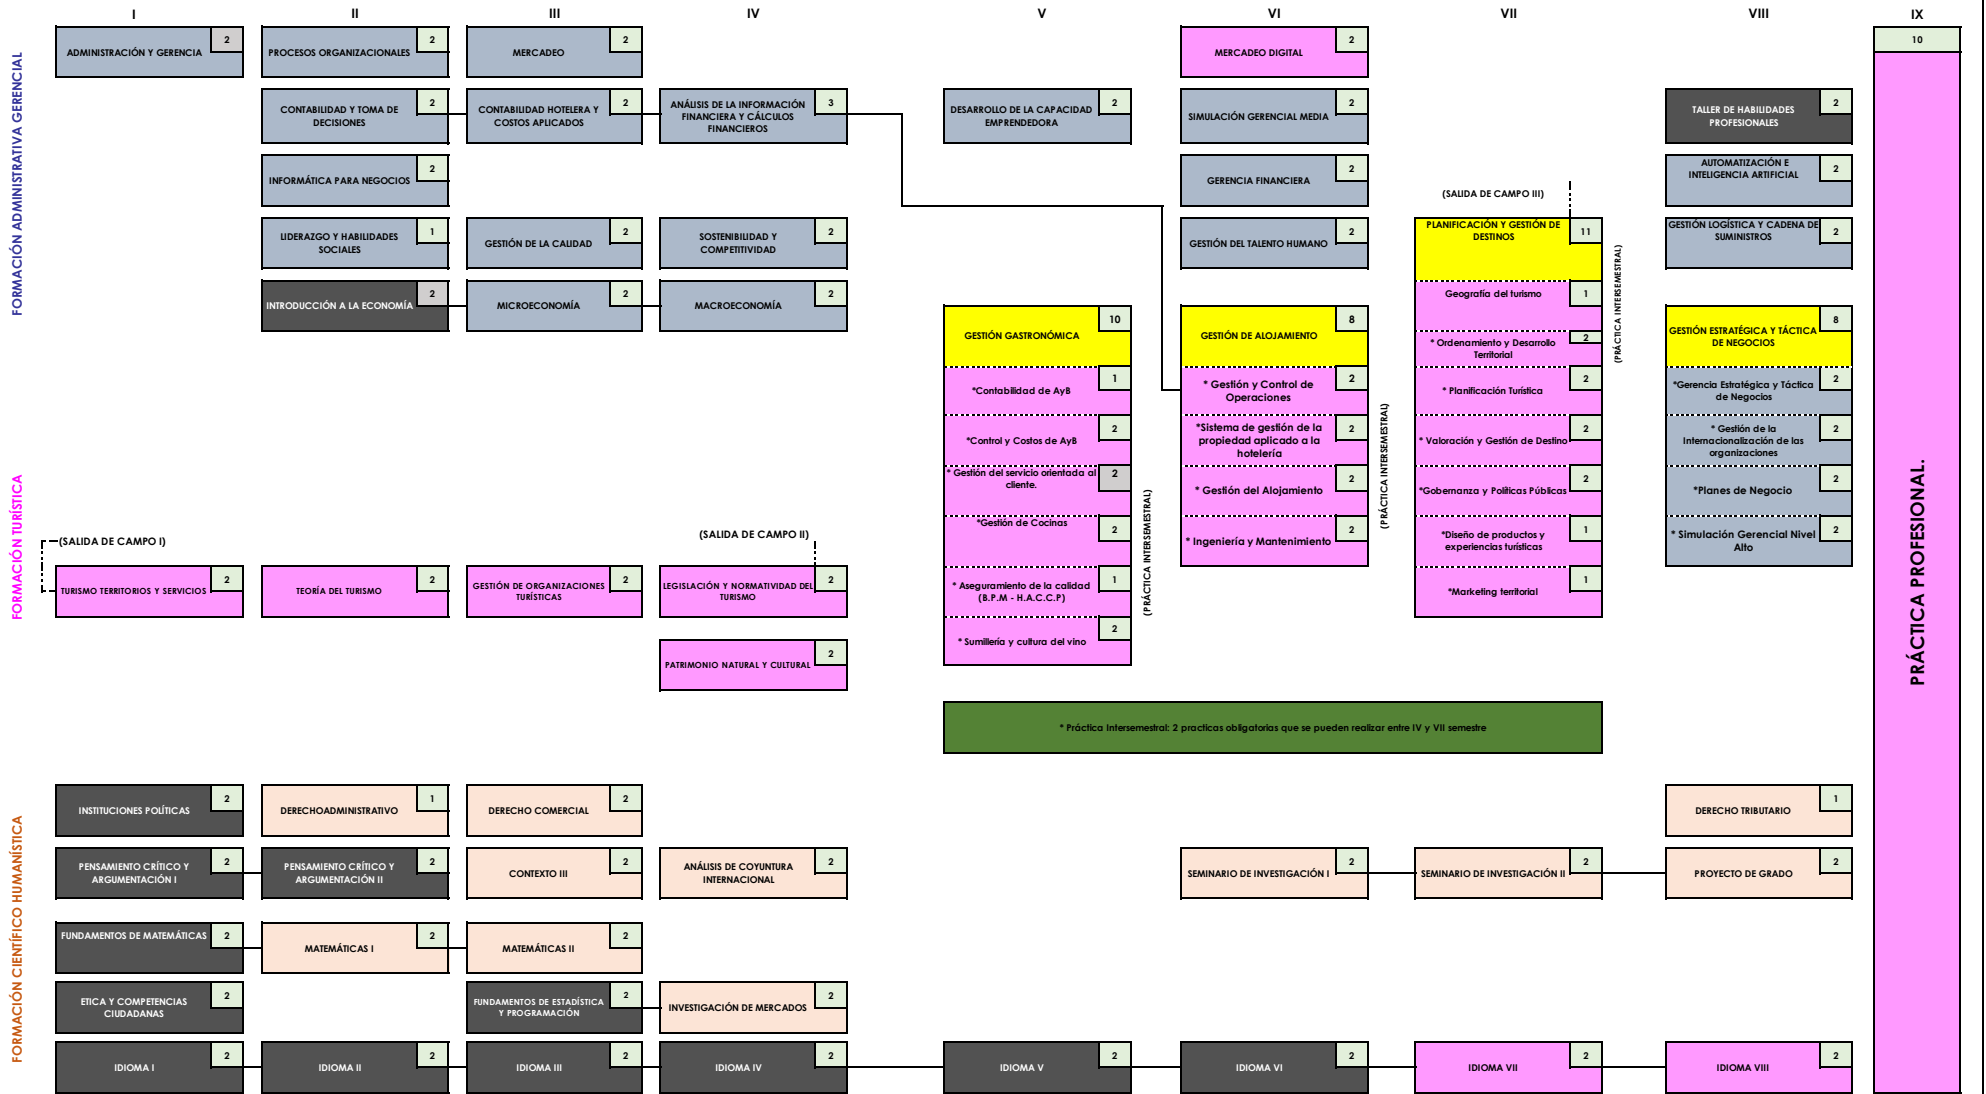 I II III IV V VI VII VIII IX
FORMACIÓN ADMINISTRATIVA GERENCIAL
ADMINISTRACIÓN Y GERENCIA 2
PROCESOS ORGANIZACIONALES 2
MERCADEO 2
MERCADEO DIGITAL 2
10
CONTABILIDAD Y TOMA DE
DECISIONES
2
CONTABILIDAD HOTELERA Y
COSTOS APLICADOS
2
ANÁLISIS DE LA INFORMACIÓN
FINANCIERA Y CÁLCULOS
FINANCIEROS
3
DESARROLLO DE LA CAPACIDAD
EMPRENDEDORA
2
SIMULACIÓN GERENCIAL MEDIA 2
TALLER DE HABILIDADES
PROFESIONALES
2
INFORMÁTICA PARA NEGOCIOS 2
GERENCIA FINANCIERA 2
AUTOMATIZACIÓN E
INTELIGENCIA ARTIFICIAL
2
(SALIDA DE CAMPO III)
LIDERAZGO Y HABILIDADES
SOCIALES
1
GESTIÓN DE LA CALIDAD 2
SOSTENIBILIDAD Y
COMPETITIVIDAD
2
GESTIÓN DEL TALENTO HUMANO 2
PLANIFICACIÓN Y GESTIÓN DE
DESTINOS
11
GESTIÓN LOGÍSTICA Y CADENA DE
SUMINISTROS
2
INTRODUCCIÓN A LA ECONOMÍA 2
MICROECONOMÍA 2
MACROECONOMÍA 2
GESTIÓN GASTRONÓMICA 10
*Contabilidad de AyB 1
*Control y Costos de AyB 2
* Gestión del servicio orientada al
cliente.
2
*Gestión de Cocinas 2
* Aseguramiento de la calidad
(B.P.M - H.A.C.C.P)
1
* Sumillería y cultura del vino 2
(PRÁCTICA INTERSEMESTRAL)
GESTIÓN DE ALOJAMIENTO 8
* Gestión y Control de
Operaciones
2
*Sistema de gestión de la
propiedad aplicado a la
hotelería
2
* Gestión del Alojamiento 2
* Ingeniería y Mantenimiento 2
(PRÁCTICA INTERSEMESTRAL)
Geografía del turismo 1
* Ordenamiento y Desarrollo
Territorial
2
* Planificación Turística 2
* Valoración y Gestión de Destino 2
*Gobernanza y Políticas Públicas 2
*Diseño de productos y
experiencias turísticas
1
*Marketing territorial 1
(PRÁCTICA INTERSEMESTRAL)
GESTIÓN ESTRATÉGICA Y TÁCTICA
DE NEGOCIOS
8
*Gerencia Estratégica y Táctica
de Negocios
2
* Gestión de la
Internacionalización de las
organizaciones
2
*Planes de Negocio 2
* Simulación Gerencial Nivel
Alto
2
PRÁCTICA PROFESIONAL.
FORMACIÓN TURÍSTICA
(SALIDA DE CAMPO I)
(SALIDA DE CAMPO II)
TURISMO TERRITORIOS Y SERVICIOS 2
TEORÍA DEL TURISMO 2
GESTIÓN DE ORGANIZACIONES
TURÍSTICAS
2
LEGISLACIÓN Y NORMATIVIDAD DEL
TURISMO
2
PATRIMONIO NATURAL Y CULTURAL 2
* Práctica Intersemestral: 2 practicas obligatorias que se pueden realizar entre IV y VII semestre
FORMACIÓN CIENTÍFICO HUMANÍSTICA
INSTITUCIONES POLÍTICAS 2
DERECHOADMINISTRATIVO 1
DERECHO COMERCIAL 2
DERECHO TRIBUTARIO 1
PENSAMIENTO CRÍTICO Y
ARGUMENTACIÓN I
2
PENSAMIENTO CRÍTICO Y
ARGUMENTACIÓN II
2
CONTEXTO III 2
ANÁLISIS DE COYUNTURA
INTERNACIONAL
2
SEMINARIO DE INVESTIGACIÓN I 2
SEMINARIO DE INVESTIGACIÓN II 2
PROYECTO DE GRADO 2
FUNDAMENTOS DE MATEMÁTICAS 2
MATEMÁTICAS I 2
MATEMÁTICAS II 2
ETICA Y COMPETENCIAS
CIUDADANAS
2
FUNDAMENTOS DE ESTADÍSTICA
Y PROGRAMACIÓN
2
INVESTIGACIÓN DE MERCADOS 2
IDIOMA I 2
IDIOMA II 2
IDIOMA III 2
IDIOMA IV 2
IDIOMA V 2
IDIOMA VI 2
IDIOMA VII 2
IDIOMA VIII 2